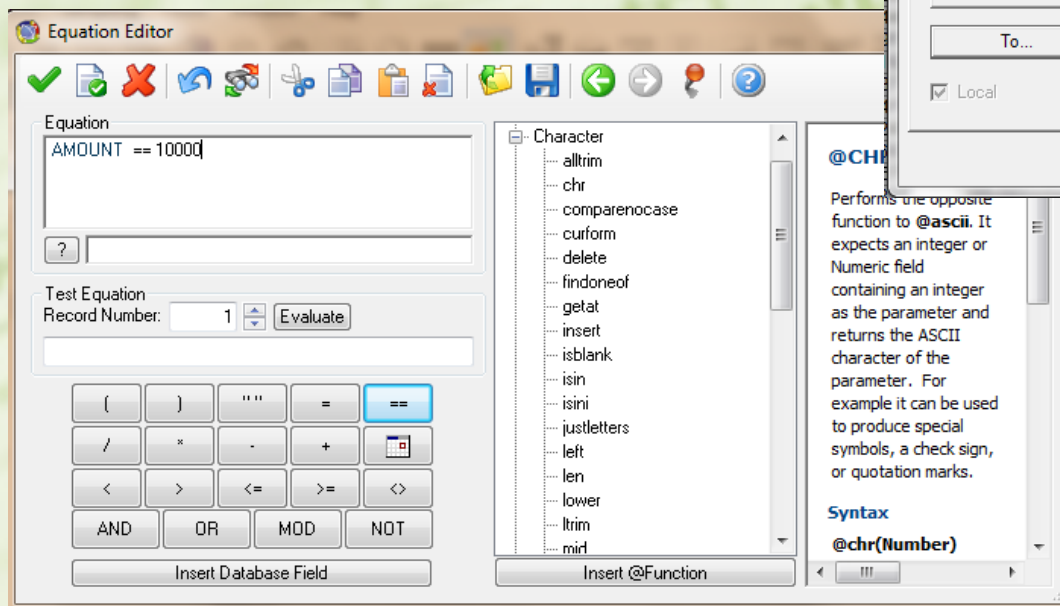 Equation Editor
To...
Local
Equation
AMOUNT == 10000
?
Test Equation
Record Number: 1 Evaluate
( ) "" = ==
/ * - +
< > <= >= <>
AND OR MOD NOT
Insert Database Field
Character
alltrim
chr
comparenocase
curform
delete
findoneof
getat
insert
isblank
isin
isini
justletters
left
len
lower
ltrim
mid
Insert @Function
Performs the opposite
function to @ascii. It
expects an integer or
Numeric field
containing an integer
as the parameter and
returns the ASCII
character of the
parameter. For
example it can be used
to produce special
symbols, a check sign,
or quotation marks.
Syntax
@chr(Number)